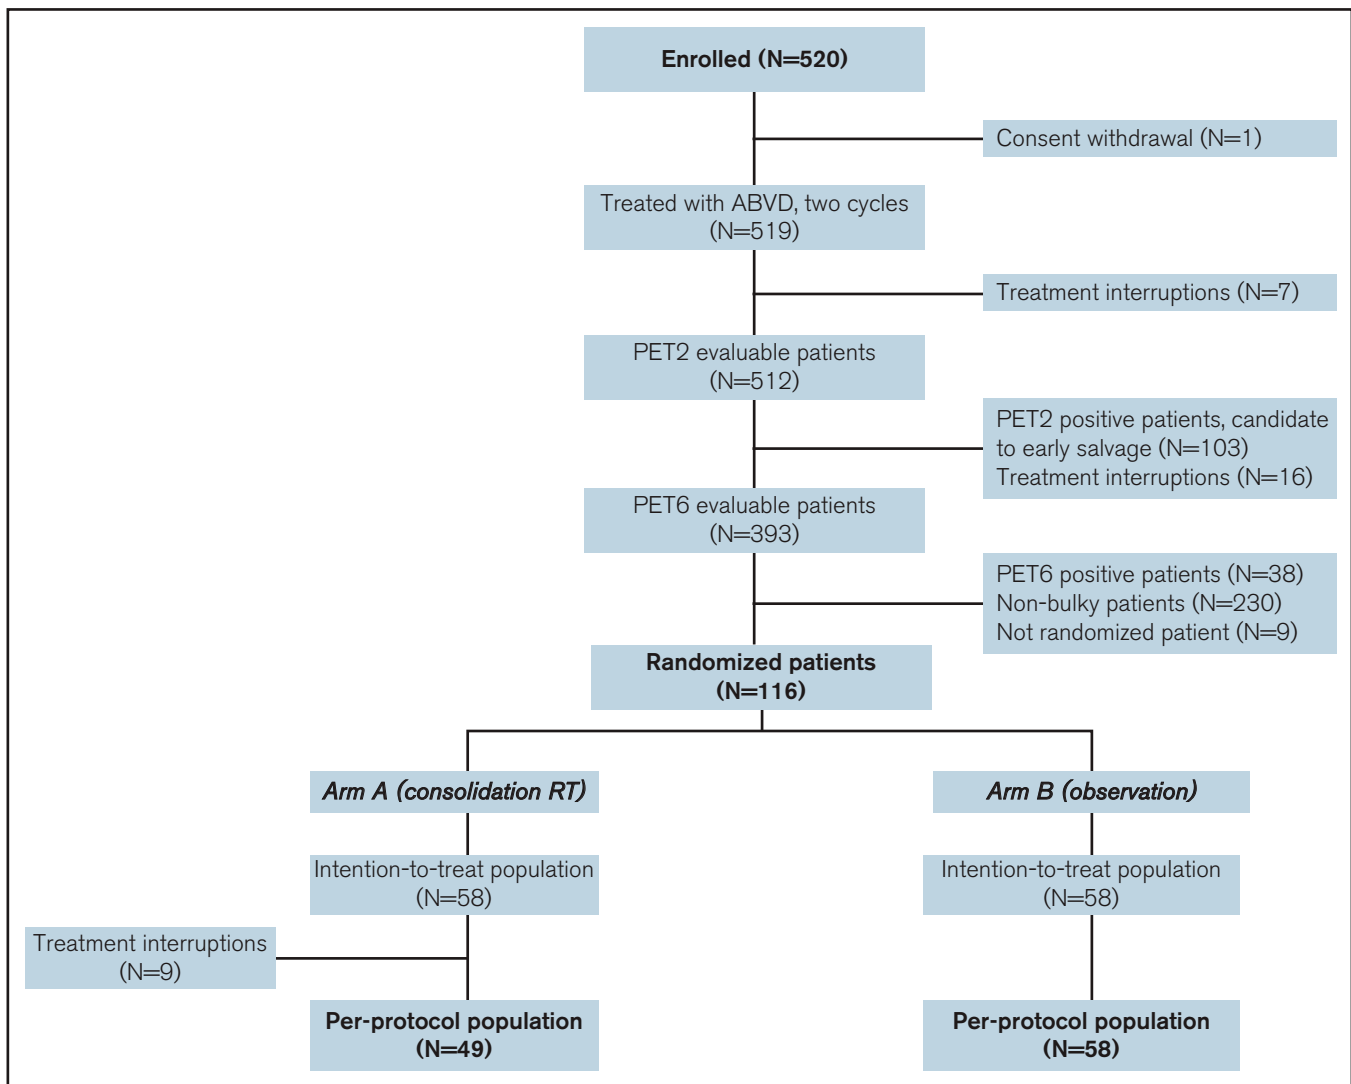 Enrolled (N=520)
Consent withdrawal (N=1)
Treated with ABVD, two cycles
(N=519)
Treatment interruptions (N=7)
PET2 evaluable patients
(N=512)
PET2 positive patients, candidate
to early salvage (N=103)
Treatment interruptions (N=16)
PET6 evaluable patients
(N=393)
PET6 positive patients (N=38)
Non-bulky patients (N=230)
Not randomized patient (N=9)
Randomized patients
(N=116)
Arm A (consolidation RT)
Arm B (observation)
Intention-to-treat population
(N=58)
Intention-to-treat population
(N=58)
Treatment interruptions
(N=9)
Per-protocol population
(N=49)
Per-protocol population
(N=58)